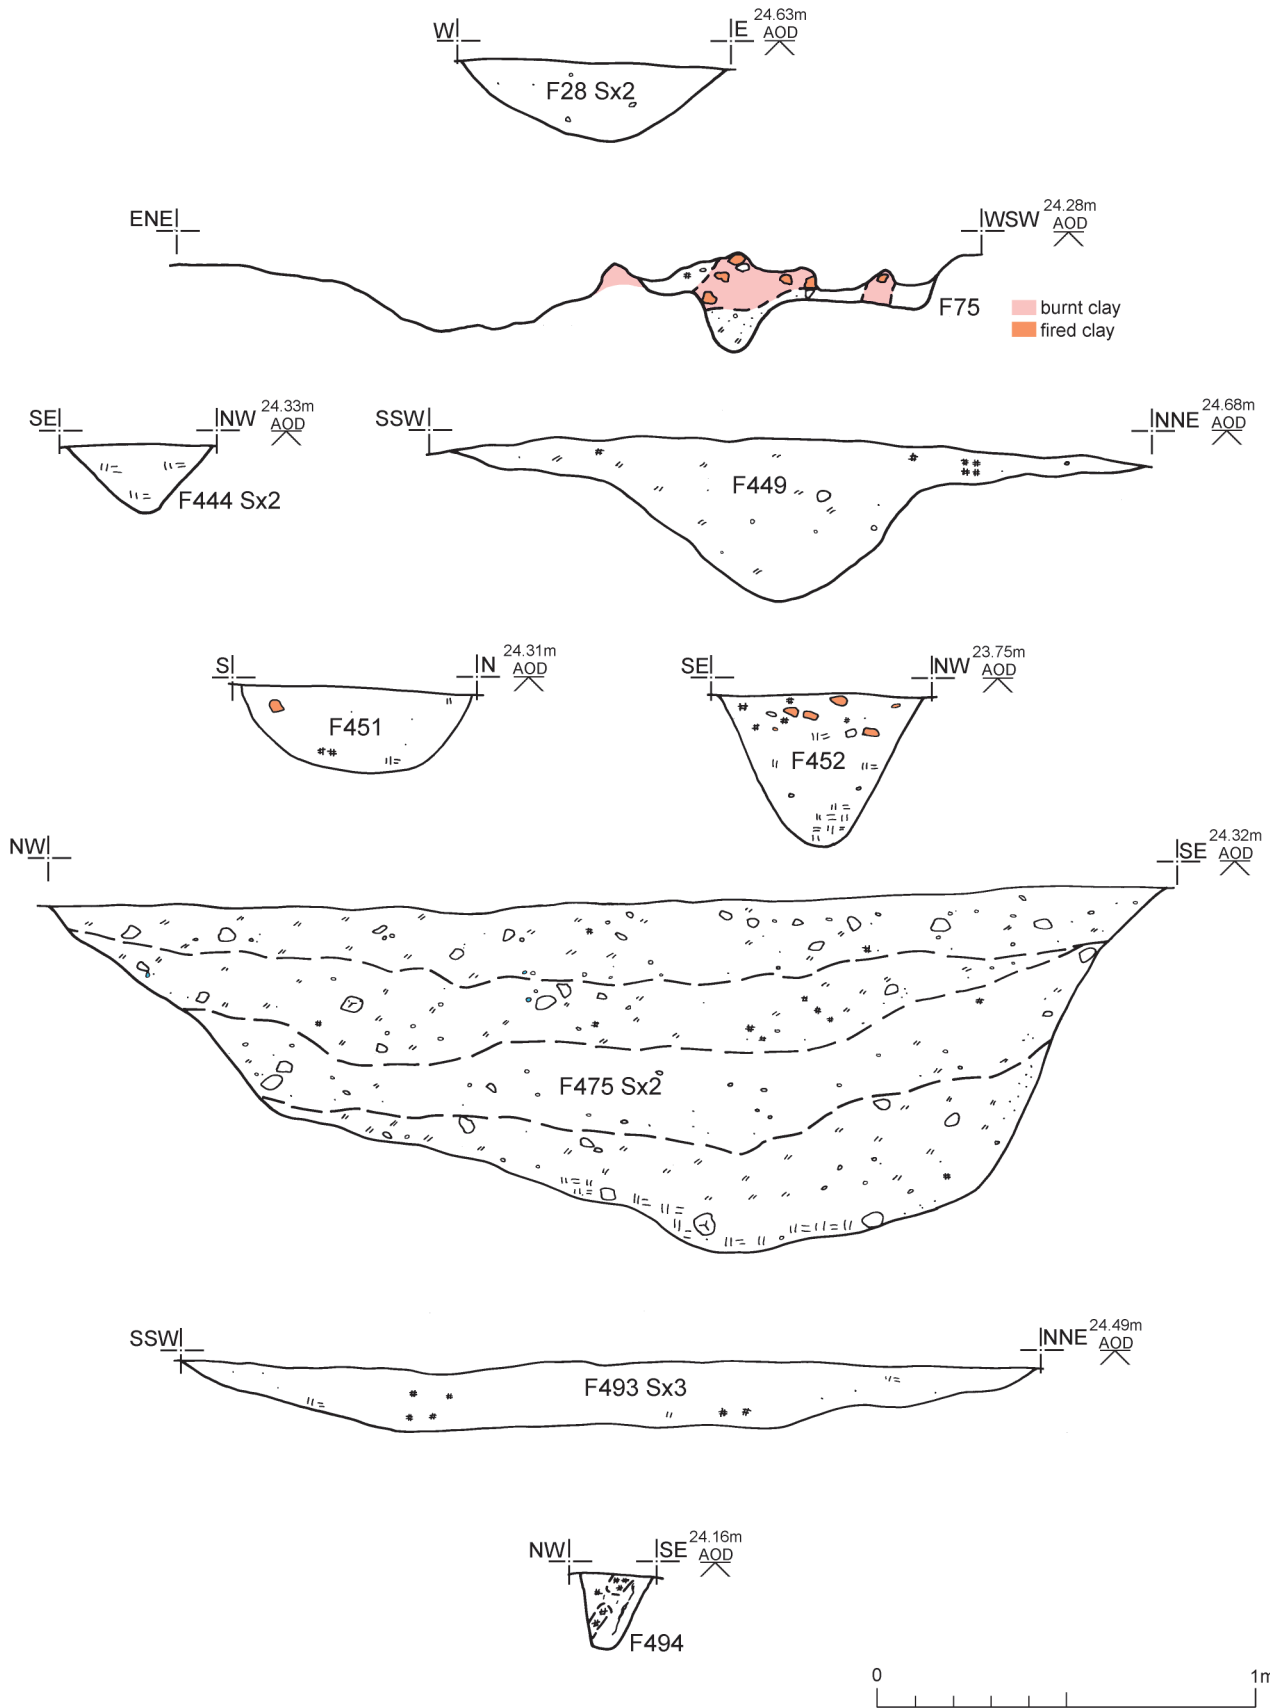 W E 24.63m
AOD
F28 Sx2
ENE WSW 24.28m
AOD
F75
burnt clay
fired clay
SE NW 24.33m
AOD
F444 Sx2
SSW NNE 24.68m
AOD
F449
S N 24.31m
AOD
F451
SE NW 23.75m
AOD
F452
NW SE 24.32m
AOD
F475 Sx2
SSW NNE 24.49m
AOD
F493 Sx3
NW SE 24.16m
AOD
F494
0 1m